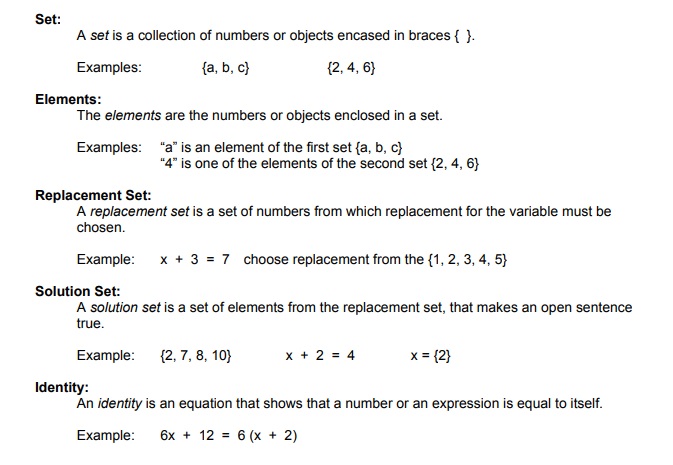 Set:
A set is a collection of numbers or objects encased in braces { }.
Examples: {a, b, c} {2, 4, 6}
Elements:
The elements are the numbers or objects enclosed in a set.
Examples: “a” is an element of the first set {a, b, c}
“4” is one of the elements of the second set {2, 4, 6}
Replacement Set:
A replacement set is a set of numbers from which replacement for the variable must be
chosen.
Example: x + 3 = 7 choose replacement from the {1, 2, 3, 4, 5}
Solution Set:
A solution set is a set of elements from the replacement set, that makes an open sentence
true.
Example: {2, 7, 8, 10} x + 2 = 4 x = {2}
Identity:
An identity is an equation that shows that a number or an expression is equal to itself.
Example: 6x + 12 = 6 (x + 2)